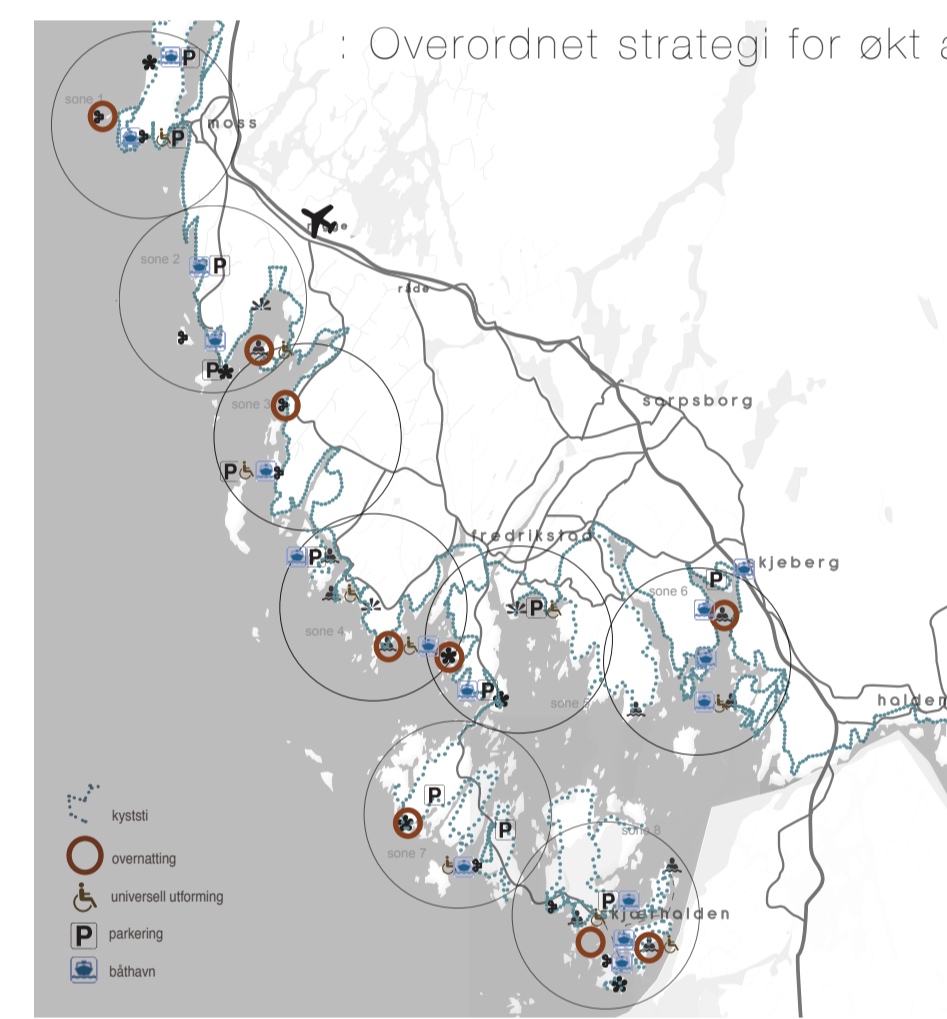 : Overordnet strategi for økt
sone 1
moss
sone 2
råde
sone 3
sarpsborg
fredrikstad
skjeberg
sone 6
sone 4
sone 5
halden
sone 7
sone 8
skjærhalden
kyststi
overnatting
universell utforming
parkering
båthavn
P
P
P
P
P
P
P
P
P
P
P
P
P